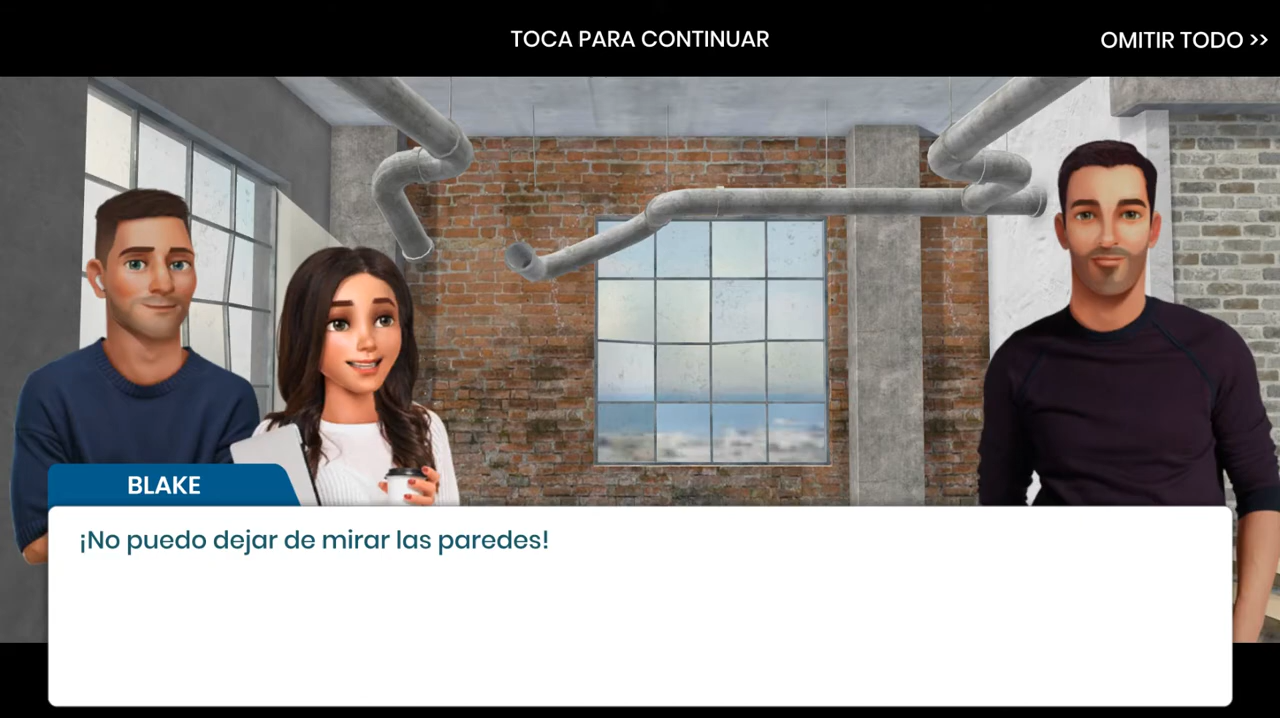 TOCA PARA CONTINUAR
OMITIR TODO >>
BLAKE
¡No puedo dejar de mirar las paredes!